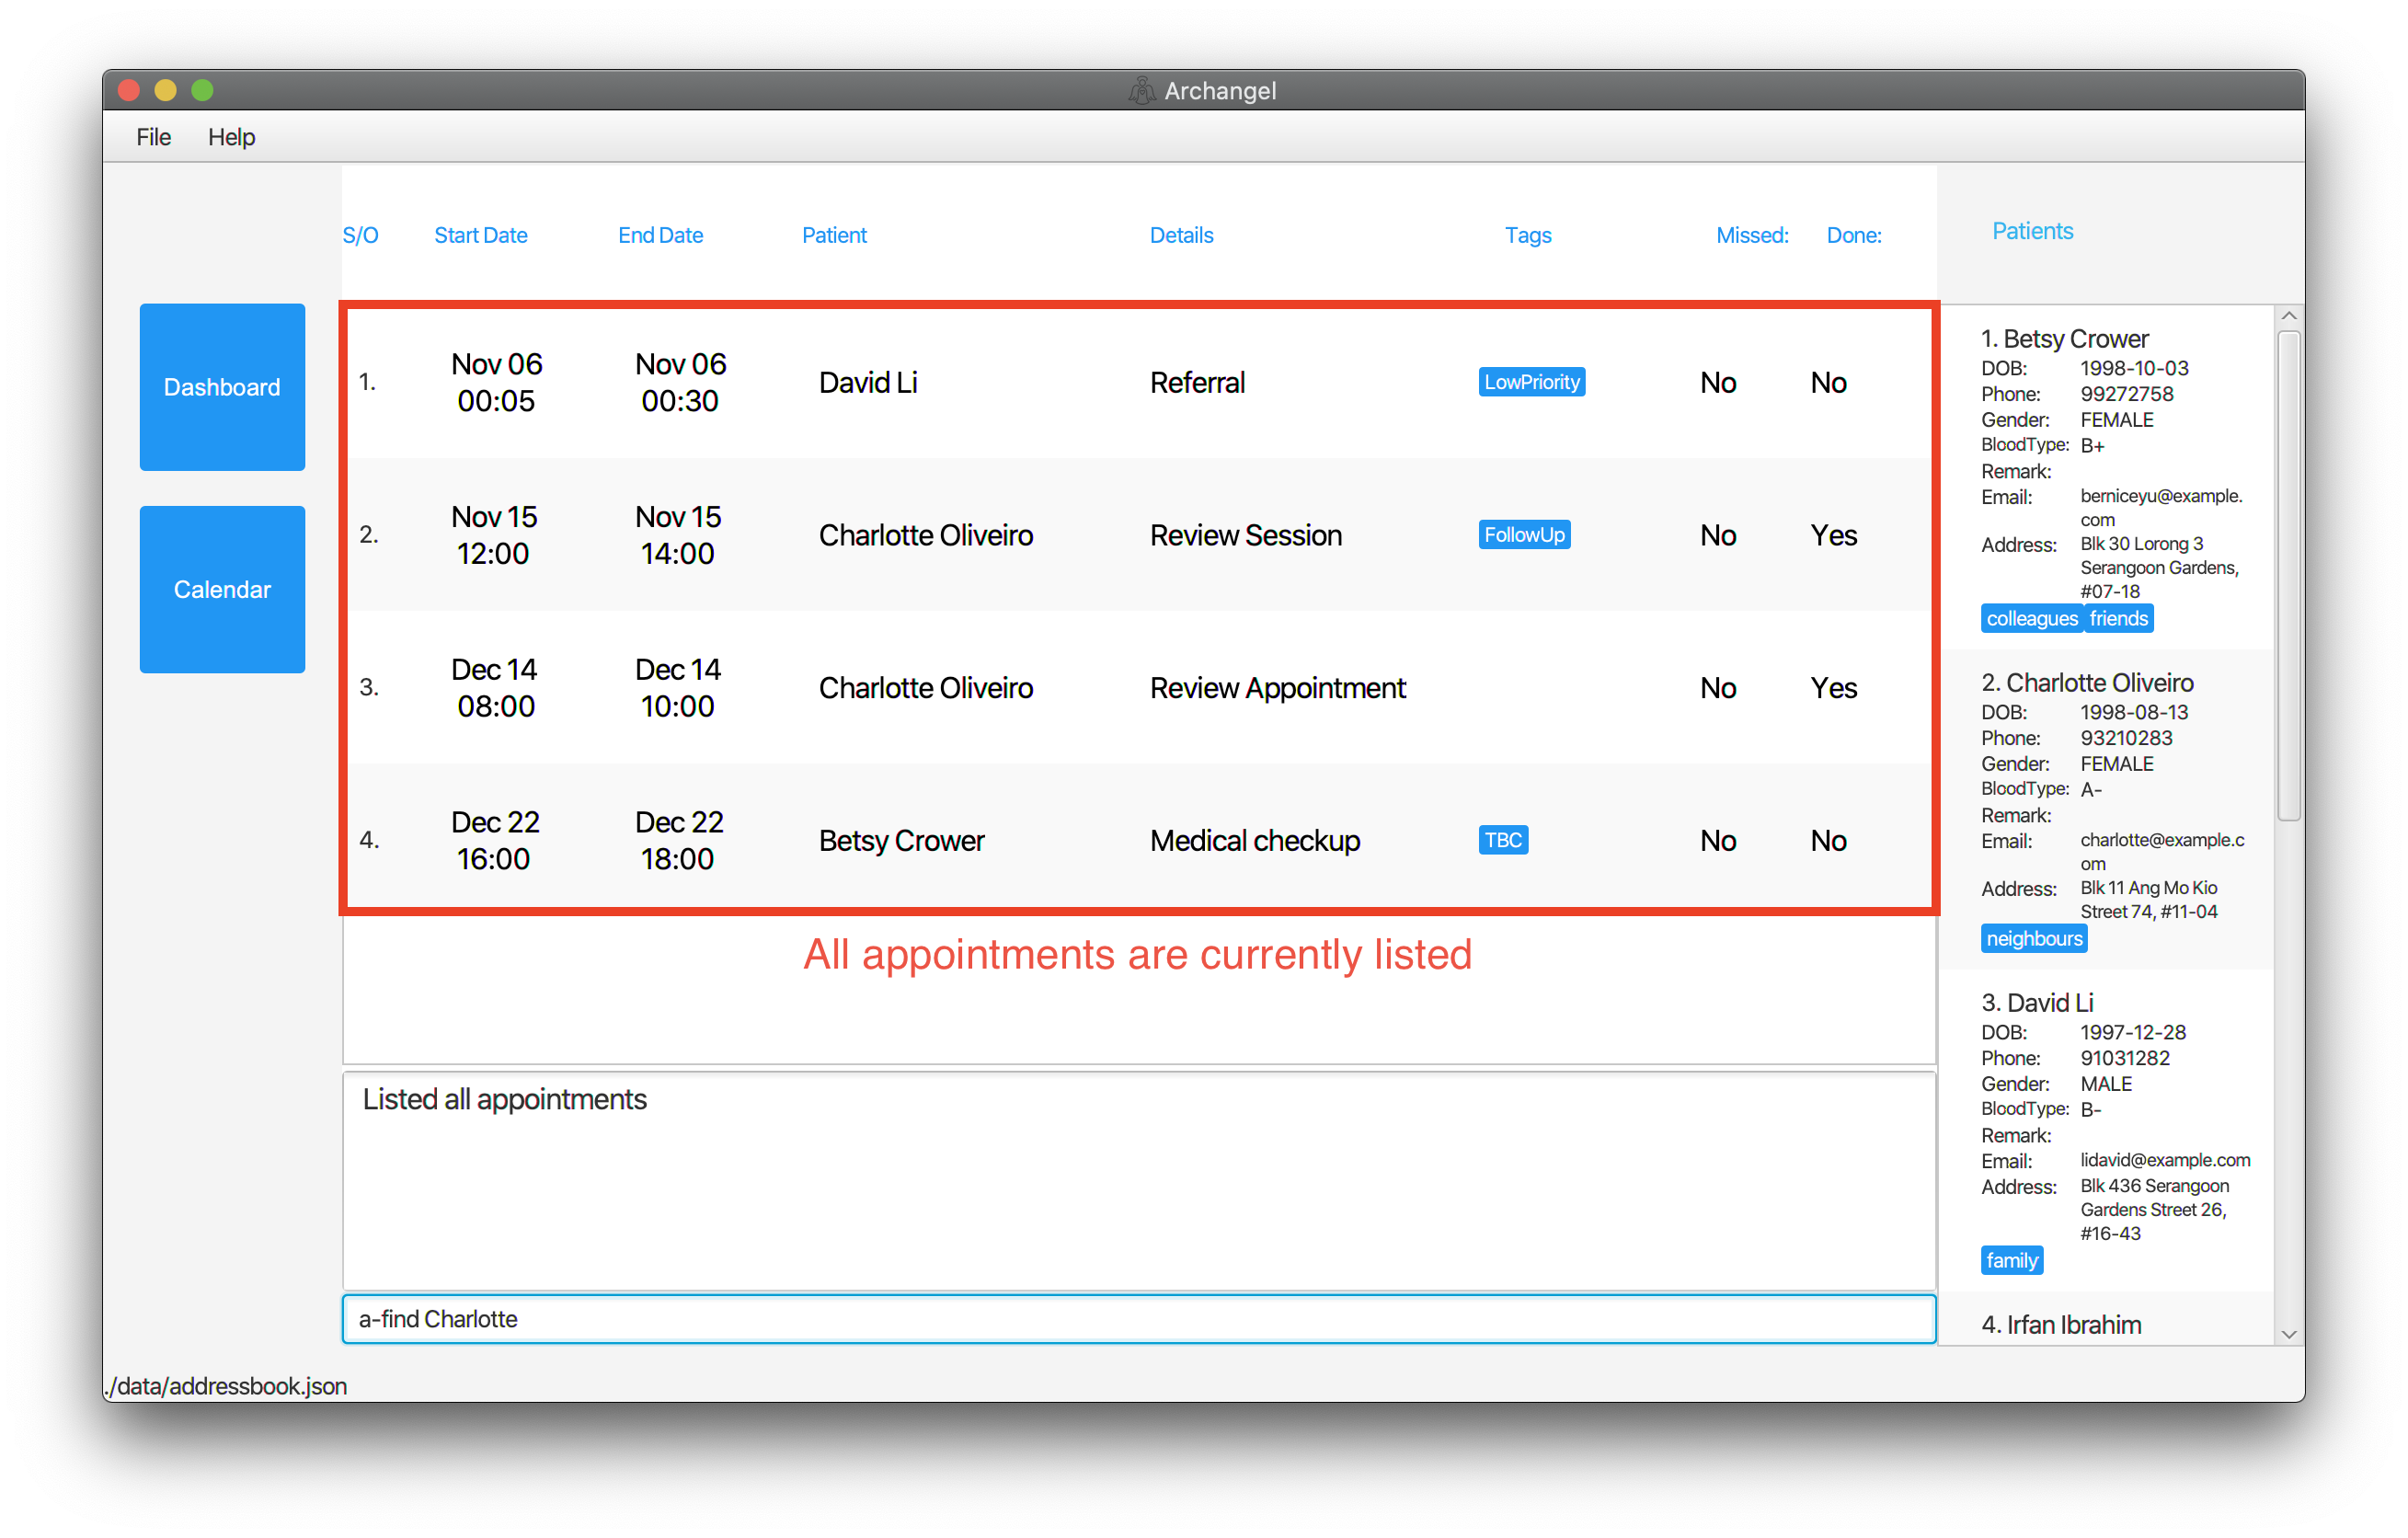 Archangel
File Help
S/O Start Date End Date Patient Details Tags Missed: Done:
Dashboard
Calendar
1. Nov 06 00:05 Nov 06 00:30 David Li Referral LowPriority No No
2. Nov 15 12:00 Nov 15 14:00 Charlotte Oliveiro Review Session FollowUp No Yes
3. Dec 14 08:00 Dec 14 10:00 Charlotte Oliveiro Review Appointment No Yes
4. Dec 22 16:00 Dec 22 18:00 Betsy Crower Medical checkup TBC No No
All appointments are currently listed
Listed all appointments
a-find Charlotte
Patients
1. Betsy Crower
DOB: 1998-10-03
Phone: 99272758
Gender: FEMALE
BloodType: B+
Remark:
Email: berniceyu@example.
com
Address: Blk 30 Lorong 3
Serangoon Gardens,
#07-18
colleagues friends
2. Charlotte Oliveiro
DOB: 1998-08-13
Phone: 93210283
Gender: FEMALE
BloodType: A-
Remark:
Email: charlotte@example.c
om
Address: Blk 11 Ang Mo Kio
Street 74, #11-04
neighbours
3. David Li
DOB: 1997-12-28
Phone: 91031282
Gender: MALE
BloodType: B-
Remark:
Email: lidavid@example.com
Address: Blk 436 Serangoon
Gardens Street 26,
#16-43
family
4. Irfan Ibrahim
./data/addressbook.json